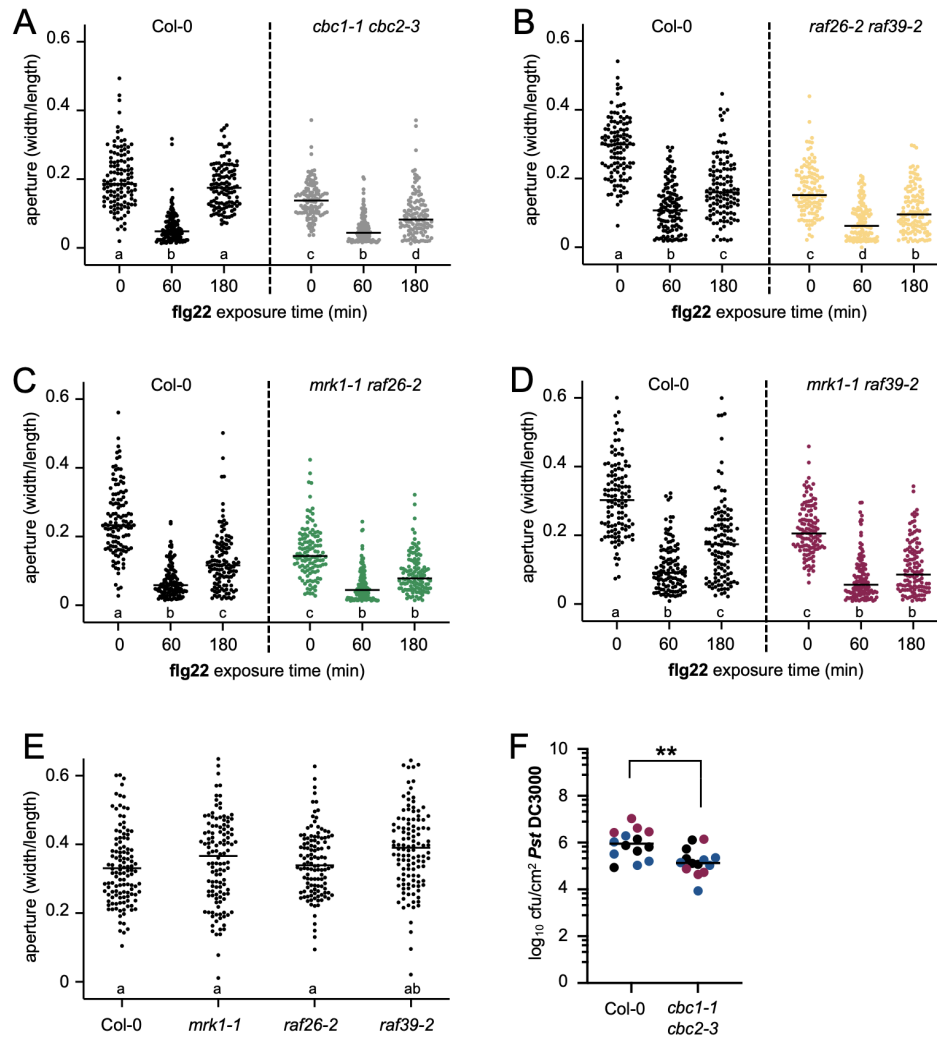 A
Col-0
cbc1-1 cbc2-3
aperture (width/length)
0.6
0.4
0.2
0
a b a c b d
0 60 180 0 60 180
flg22 exposure time (min)
B
Col-0
raf26-2 raf39-2
aperture (width/length)
0.6
0.4
0.2
0
a b c c d b
0 60 180 0 60 180
flg22 exposure time (min)
C
Col-0
mrk1-1 raf26-2
aperture (width/length)
0.6
0.4
0.2
0
a b c c b b
0 60 180 0 60 180
flg22 exposure time (min)
D
Col-0
mrk1-1 raf39-2
aperture (width/length)
0.6
0.4
0.2
0
a b c c b b
0 60 180 0 60 180
flg22 exposure time (min)
E
aperture (width/length)
0.6
0.4
0.2
0
a a a ab
Col-0 mrk1-1 raf26-2 raf39-2
F
log10 cfu/cm2 Pst DC3000
10
8
6
4
2
0
**
Col-0 cbc1-1
cbc2-3